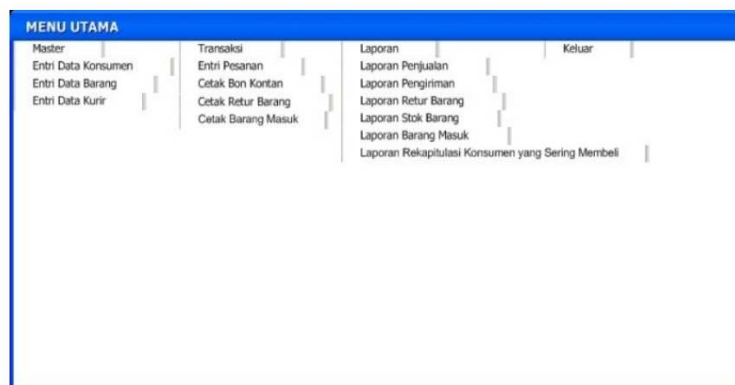 MENU UTAMA
Master Transaksi Laporan Keluar
Entri Data Konsumen Entri Pesanan Laporan Penjualan
Entri Data Barang Cetak Bon Kontan Laporan Pengiriman
Entri Data Kurir Cetak Retur Barang Laporan Retur Barang
Cetak Barang Masuk Laporan Stok Barang
Laporan Barang Masuk
Laporan Rekapitulasi Konsumen yang Sering Membeli